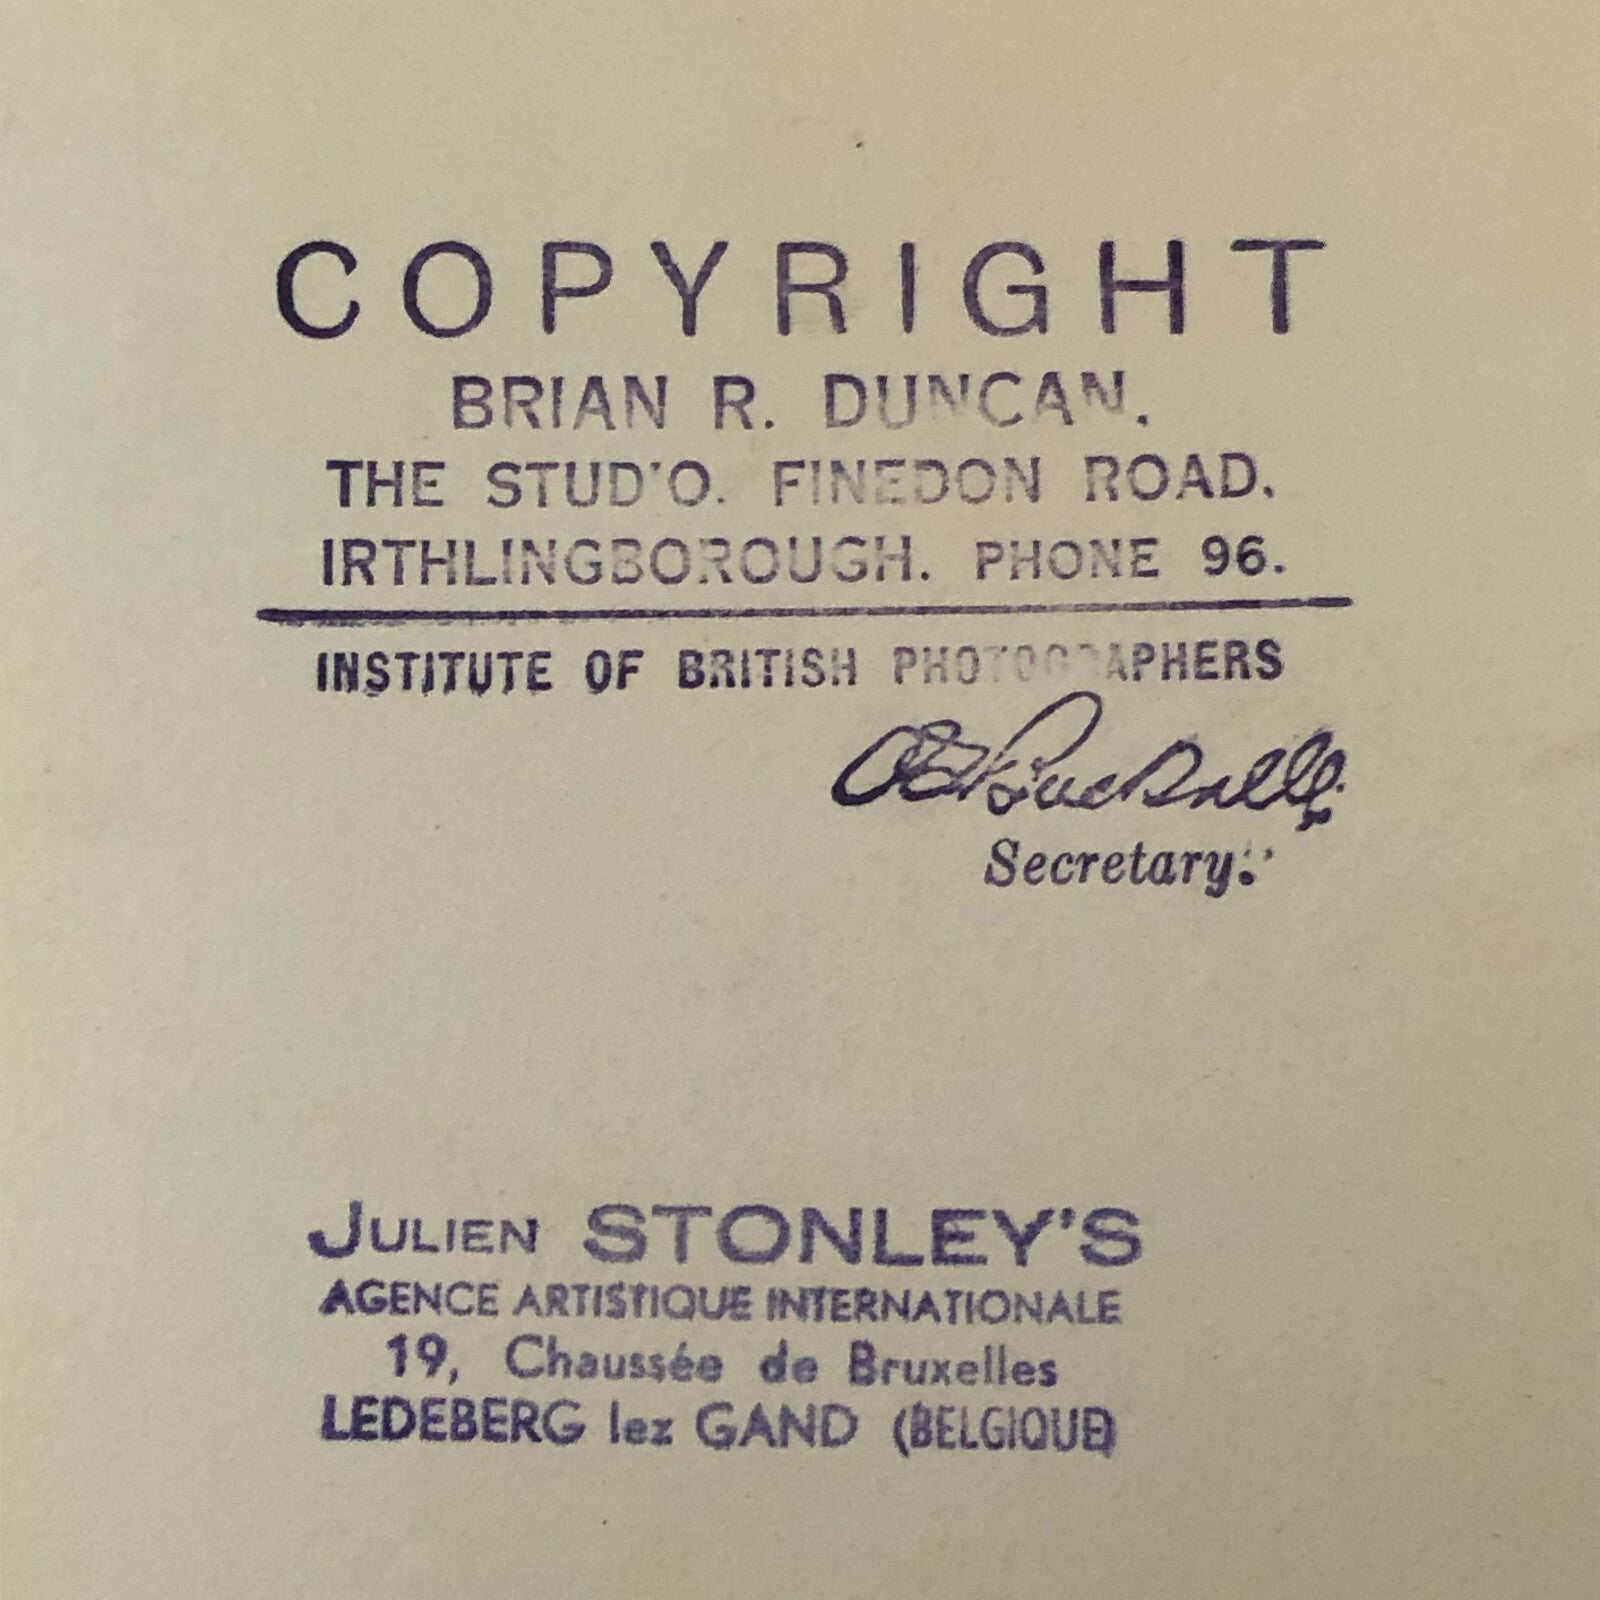 COPYRIGHT
BRIAN R. DUNCAN.
THE STUD'O. FINEDON ROAD.
IRTHLINGBOROUGH. PHONE 96.
INSTITUTE OF BRITISH PHOTOGRAPHERS
Secretary.
JULIEN STONLEY'S
AGENCE ARTISTIQUE INTERNATIONALE
19, Chaussée de Bruxelles
LEDEBERG lez GAND (BELGIQUE)